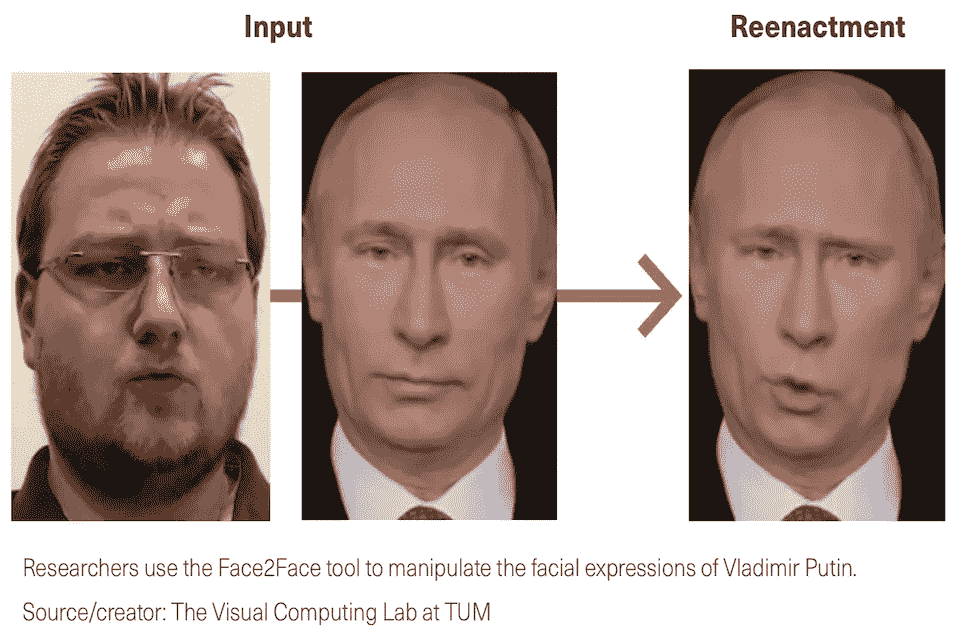 Input
Reenactment
Researchers use the Face2Face tool to manipulate the facial expressions of Vladimir Putin.
Source/creator: The Visual Computing Lab at TUM